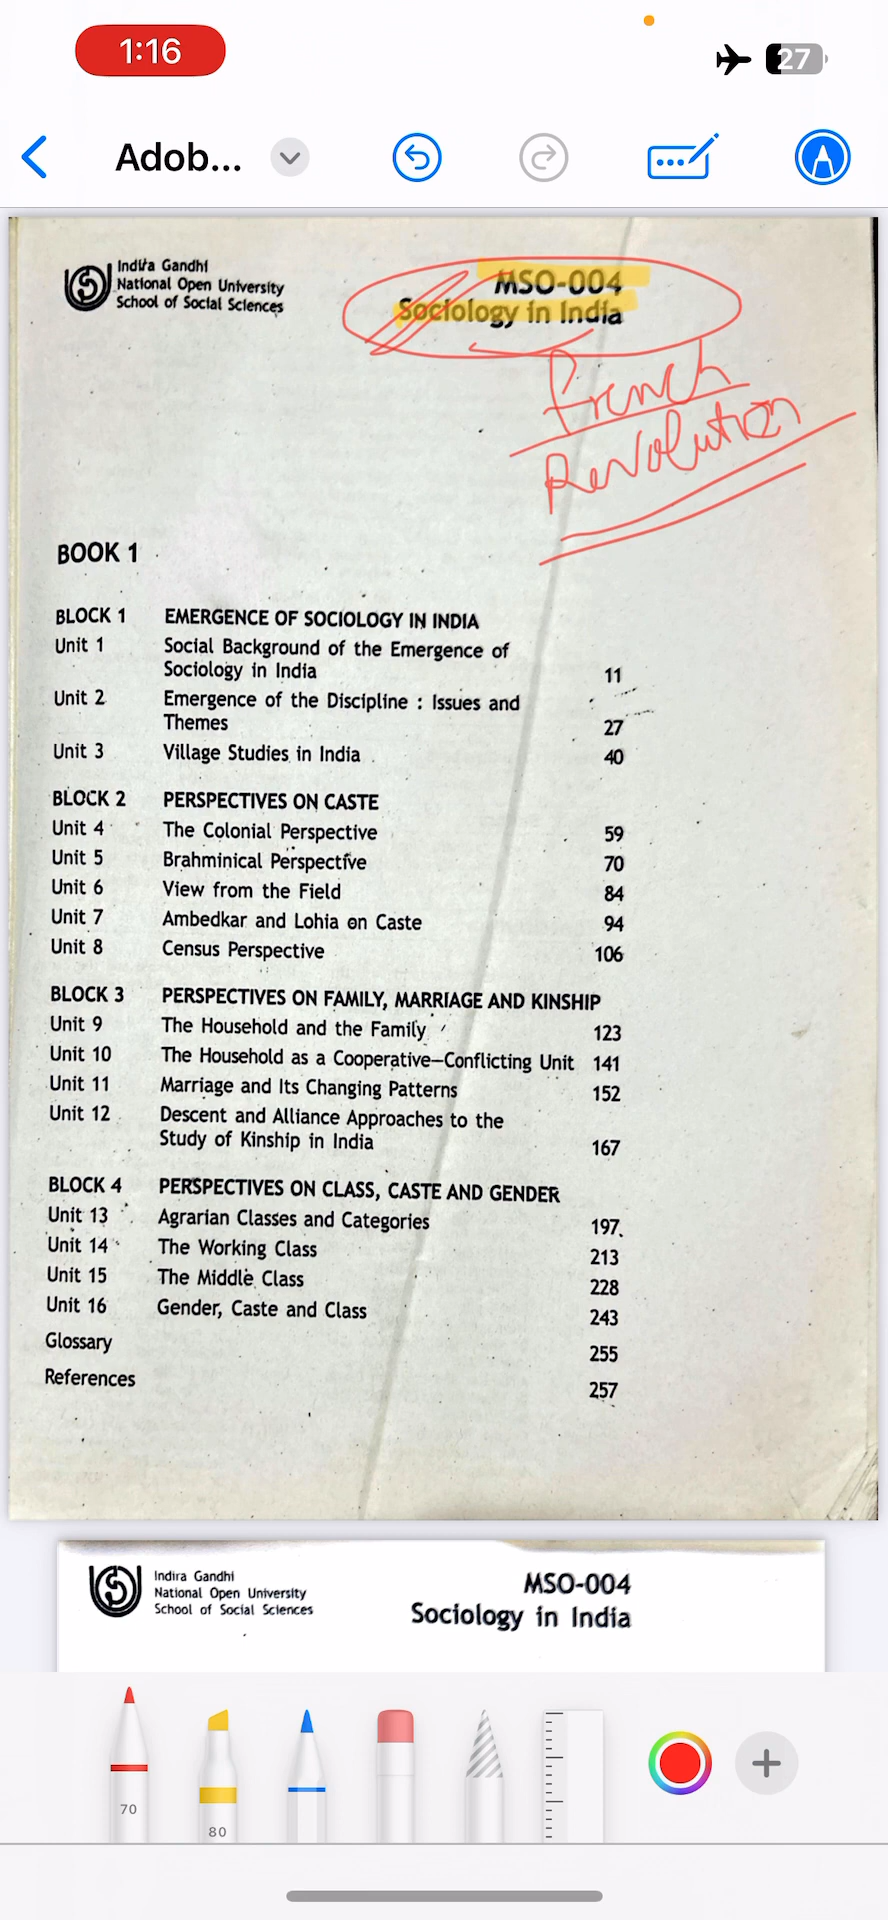 1:16
27
Adob...
Indira Gandhi
National Open University
School of Social Sciences
MSO-004
Sociology in India
French
Revolution
BOOK 1
BLOCK 1 EMERGENCE OF SOCIOLOGY IN INDIA
Unit 1 Social Background of the Emergence of
Sociology in India 11
Unit 2 Emergence of the Discipline : Issues and
Themes 27
Unit 3 Village Studies in India 40
BLOCK 2 PERSPECTIVES ON CASTE
Unit 4 The Colonial Perspective 59
Unit 5 Brahminical Perspective 70
Unit 6 View from the Field 84
Unit 7 Ambedkar and Lohia on Caste 94
Unit 8 Census Perspective 106
BLOCK 3 PERSPECTIVES ON FAMILY, MARRIAGE AND KINSHIP
Unit 9 The Household and the Family 123
Unit 10 The Household as a Cooperative–Conflicting Unit 141
Unit 11 Marriage and Its Changing Patterns 152
Unit 12 Descent and Alliance Approaches to the
Study of Kinship in India 167
BLOCK 4 PERSPECTIVES ON CLASS, CASTE AND GENDER
Unit 13 Agrarian Classes and Categories 197
Unit 14 The Working Class 213
Unit 15 The Middle Class 228
Unit 16 Gender, Caste and Class 243
Glossary 255
References 257
Indira Gandhi
National Open University
School of Social Sciences
MSO-004
Sociology in India
70
80